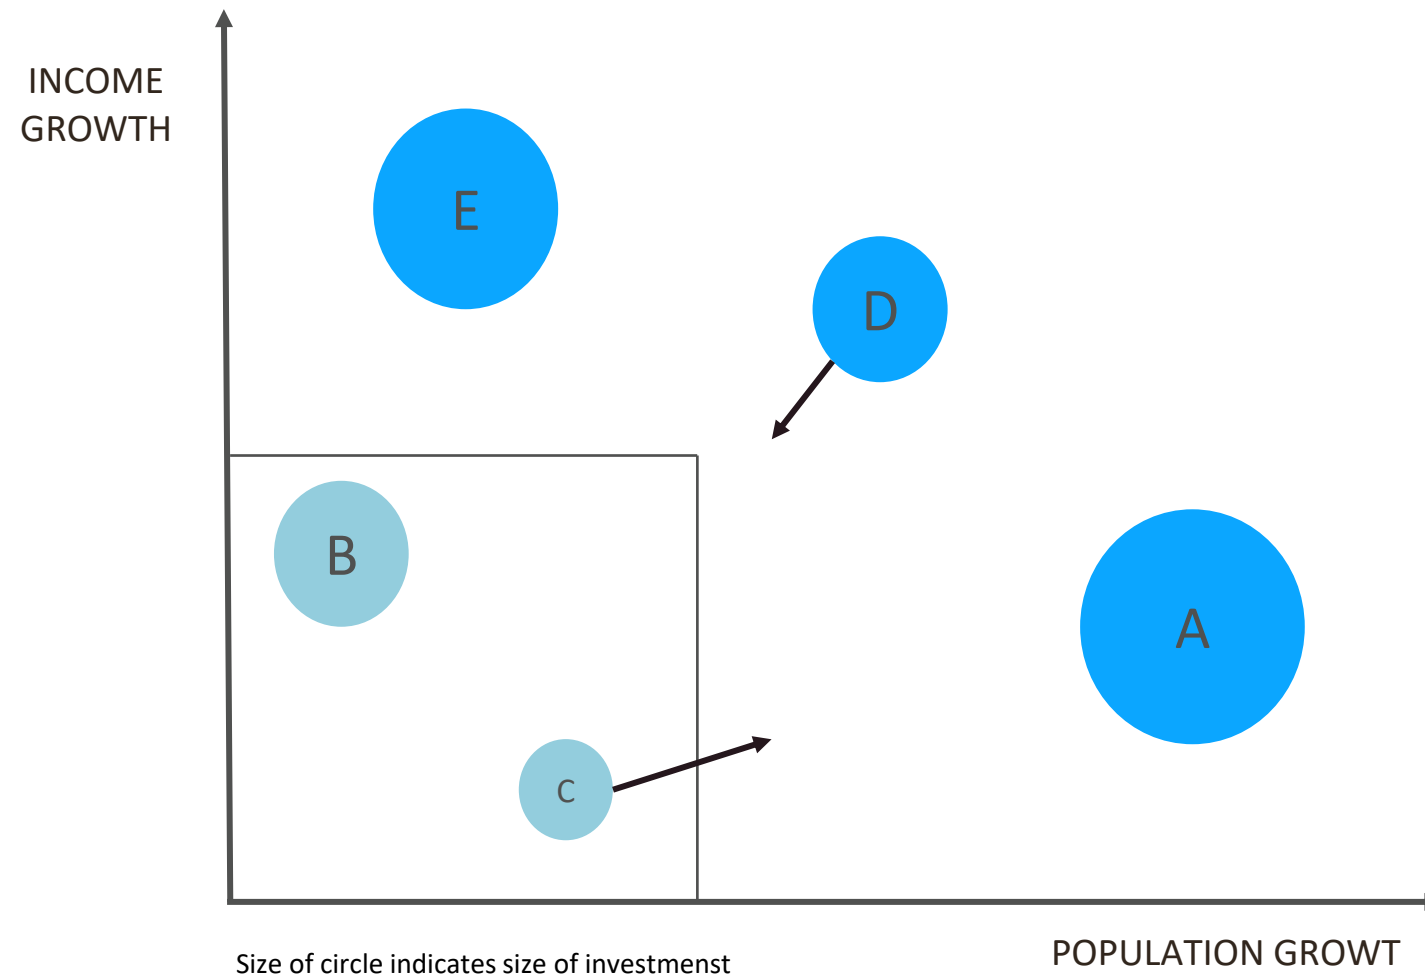 INCOME
GROWTH
E
D
B
A
C
POPULATION GROWT
Size of circle indicates size of investmenst